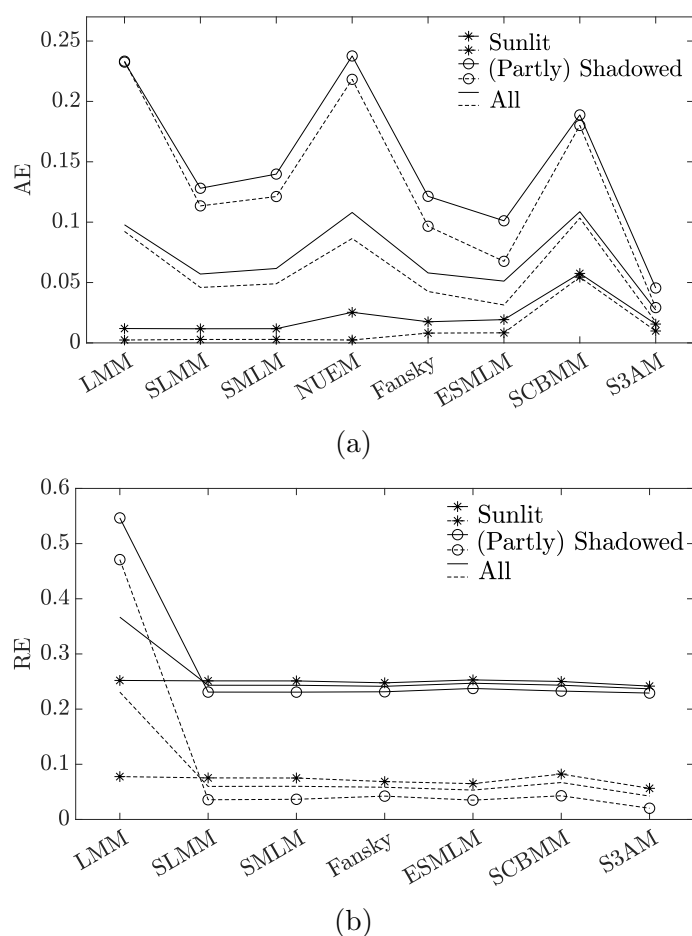 0.25
0.2
0.15
0.1
0.05
0
AE
Sunlit
(Partly) Shadowed
All
LMM
SLMM
SMLM
NUEM
Fansky
ESMLM
SCBMM
S3AM
(a)
0.6
0.5
0.4
0.3
0.2
0.1
0
RE
Sunlit
(Partly) Shadowed
All
LMM
SLMM
SMLM
Fansky
ESMLM
SCBMM
S3AM
(b)